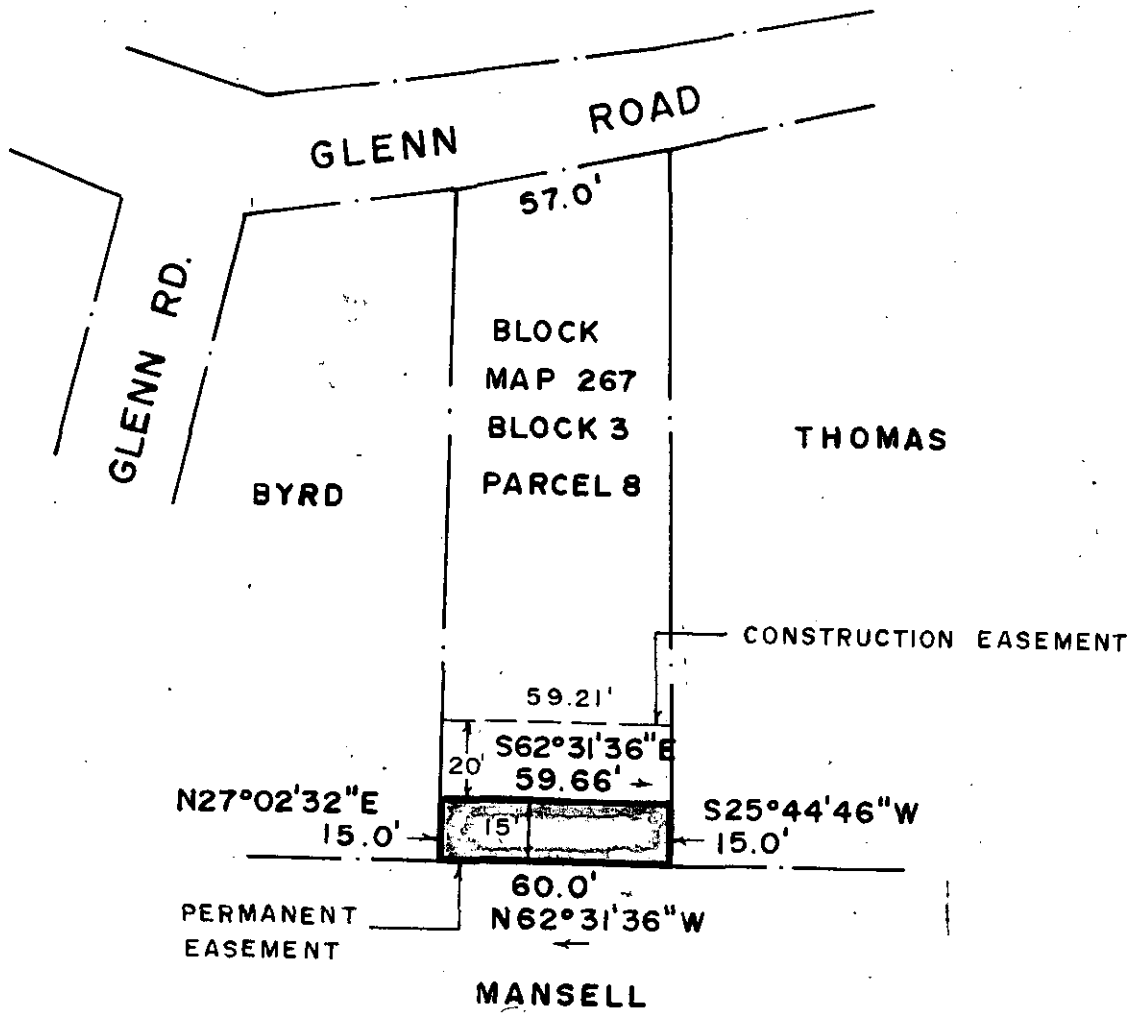 GLENN ROAD
57.0'
GLENN RD.
BLOCK
MAP 267
BLOCK 3
PARCEL 8
BYRD
THOMAS
CONSTRUCTION EASEMENT
59.21'
20'
S62°31'36"E
59.66'
N27°02'32"E
15.0'
15'
S25°44'46"W
15.0'
60.0'
N62°31'36"W
PERMANENT
EASEMENT
MANSELL